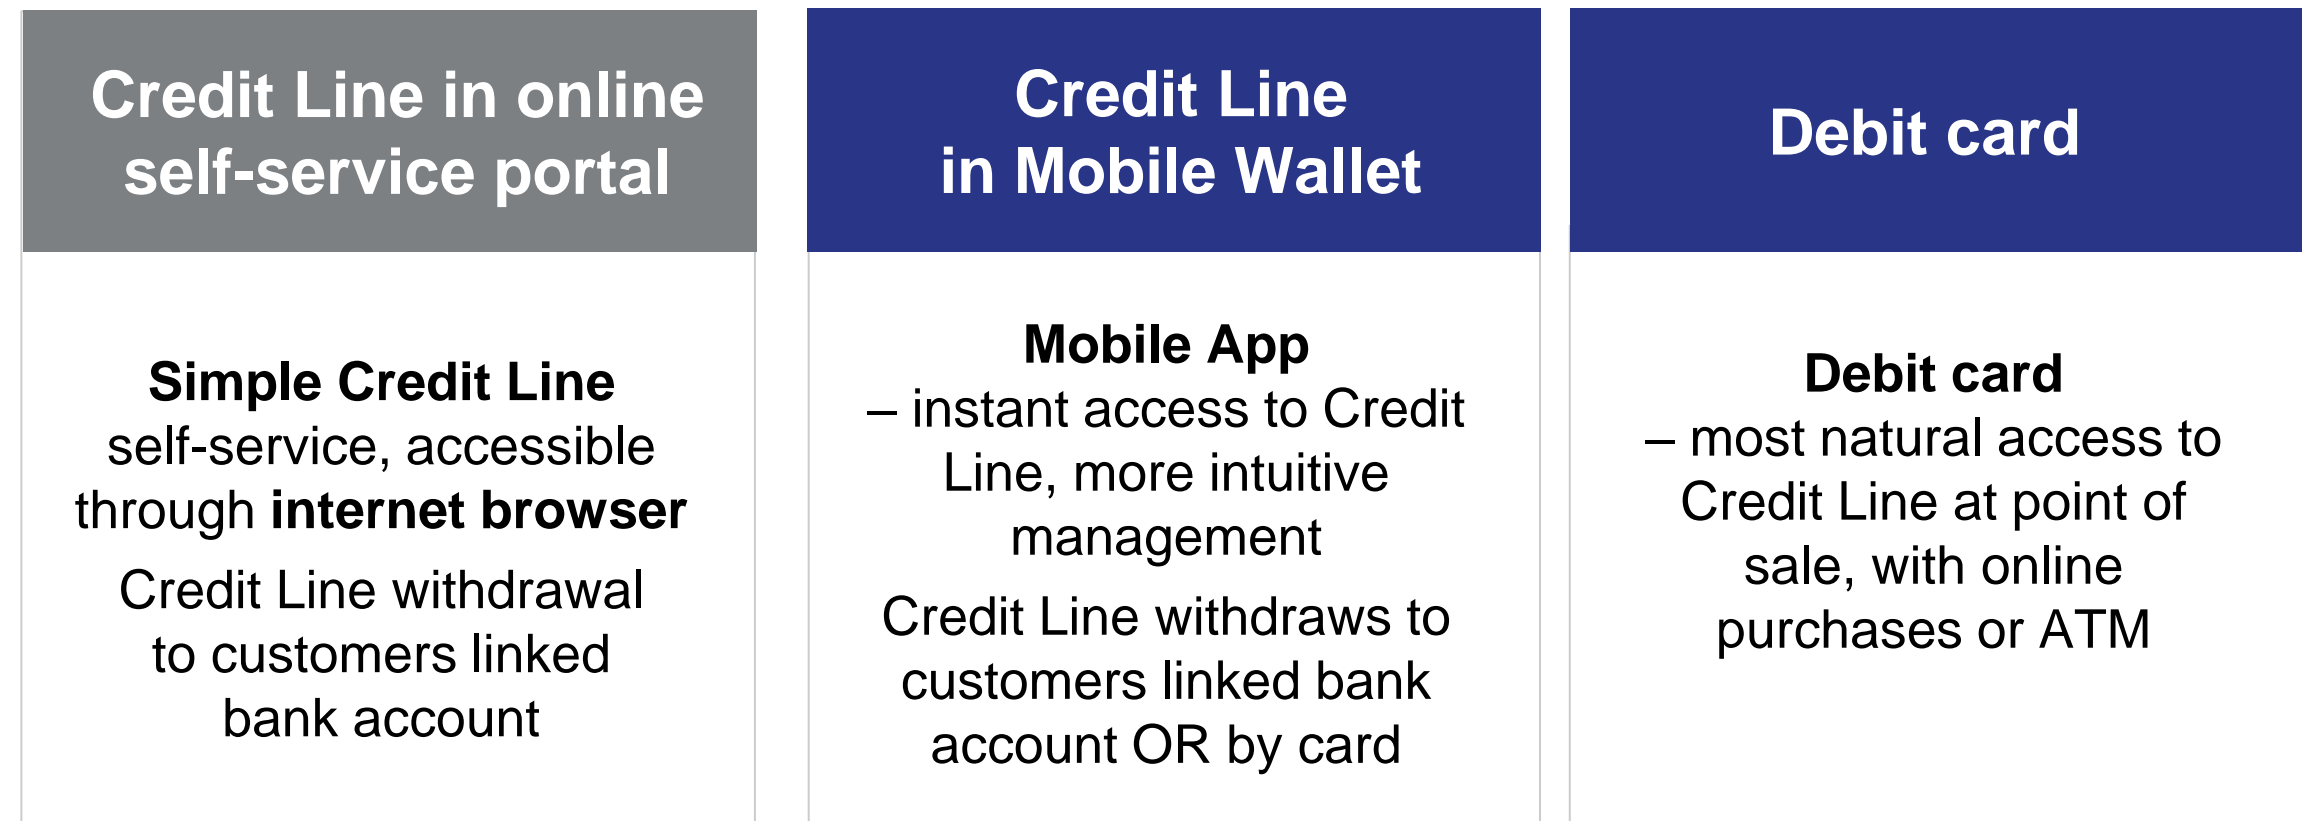 Credit Line in online
self-service portal
Simple Credit Line
self-service, accessible
through internet browser
Credit Line withdrawal
to customers linked
bank account
Credit Line
in Mobile Wallet
Mobile App
– instant access to Credit
Line, more intuitive
management
Credit Line withdraws to
customers linked bank
account OR by card
Debit card
Debit card
– most natural access to
Credit Line at point of
sale, with online
purchases or ATM